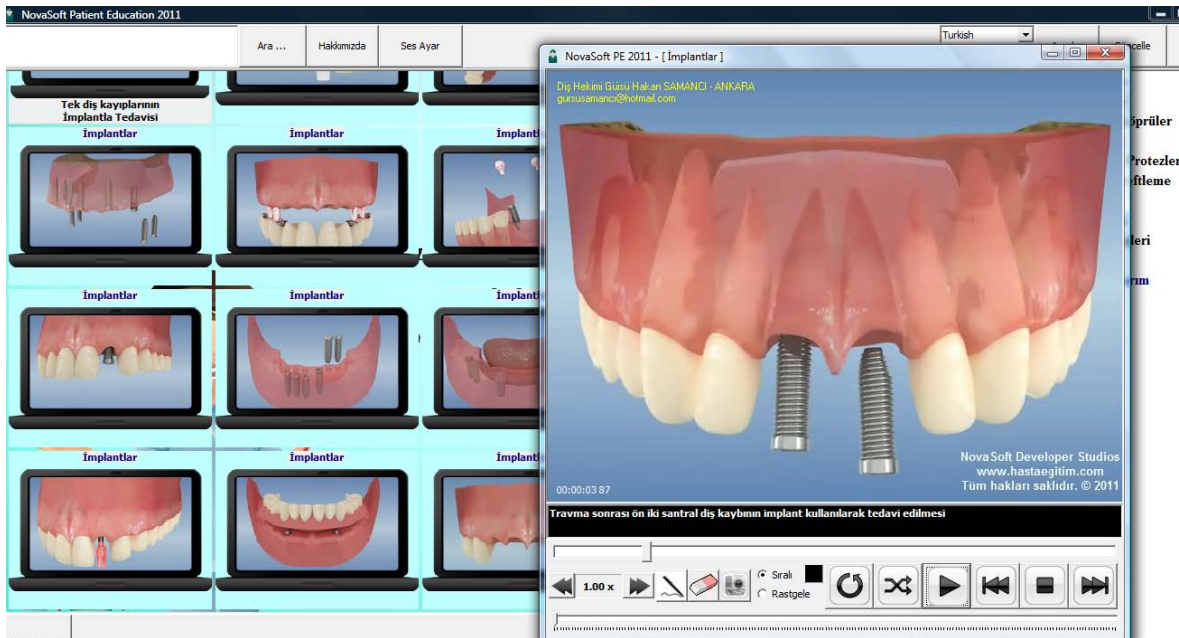 NovaSoft Patient Education 2011
Ara ...
Hakkımızda
Ses Ayar
Turkish
Tek diş kayıplarının
İmplantla Tedavisi
İmplantlar
İmplantlar
İmplantlar
İmplantlar
İmplantlar
İmplantlar
NovaSoft PE 2011 - [ İmplantlar ]
Diş Hekimi Güsü Hakan SAMANCI - ANKARA
gursusamanci@hotmail.com
NovaSoft Developer Studios
www.hastaegitim.com
Tüm hakları saklıdır. © 2011
00:00:03 87
Travma sonrası ön iki santral diş kaybının implant kullanılarak tedavi edilmesi
1.00 x
Sıralı
Rastgele
Protezler